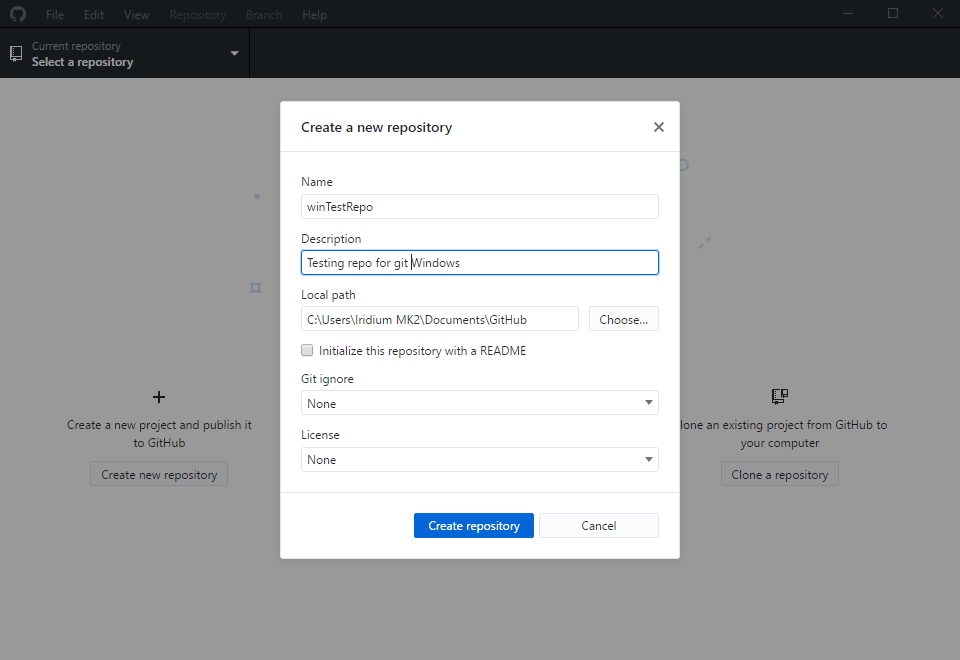 File Edit View Repository Branch Help
Current repository
Select a repository
Create a new repository
Name
winTestRepo
Description
Testing repo for git Windows
Local path
C:\Users\Iridium MK2\Documents\GitHub
Choose...
Initialize this repository with a README
Git ignore
None
License
None
Create repository
Cancel
Create a new project and publish it
to GitHub
Create new repository
lone an existing project from GitHub to
your computer
Clone a repository